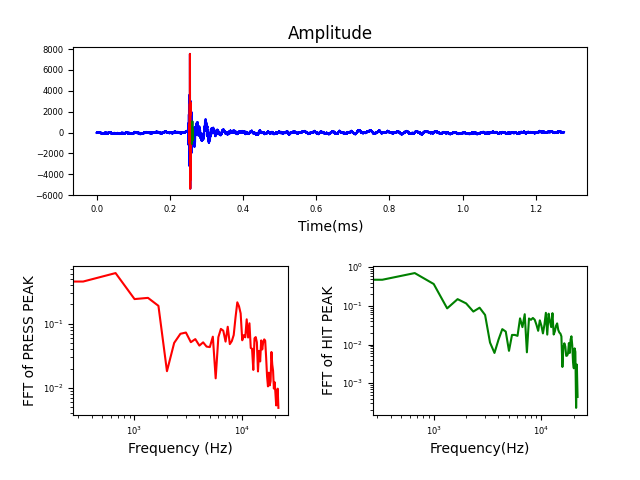 Amplitude
8000
6000
4000
2000
0
−2000
−4000
−6000
0.0 0.2 0.4 0.6 0.8 1.0 1.2
Time(ms)
FFT of PRESS PEAK
10⁻¹
10⁻²
10³ 10⁴
Frequency (Hz)
FFT of HIT PEAK
10⁰
10⁻¹
10⁻²
10⁻³
10³ 10⁴
Frequency(Hz)